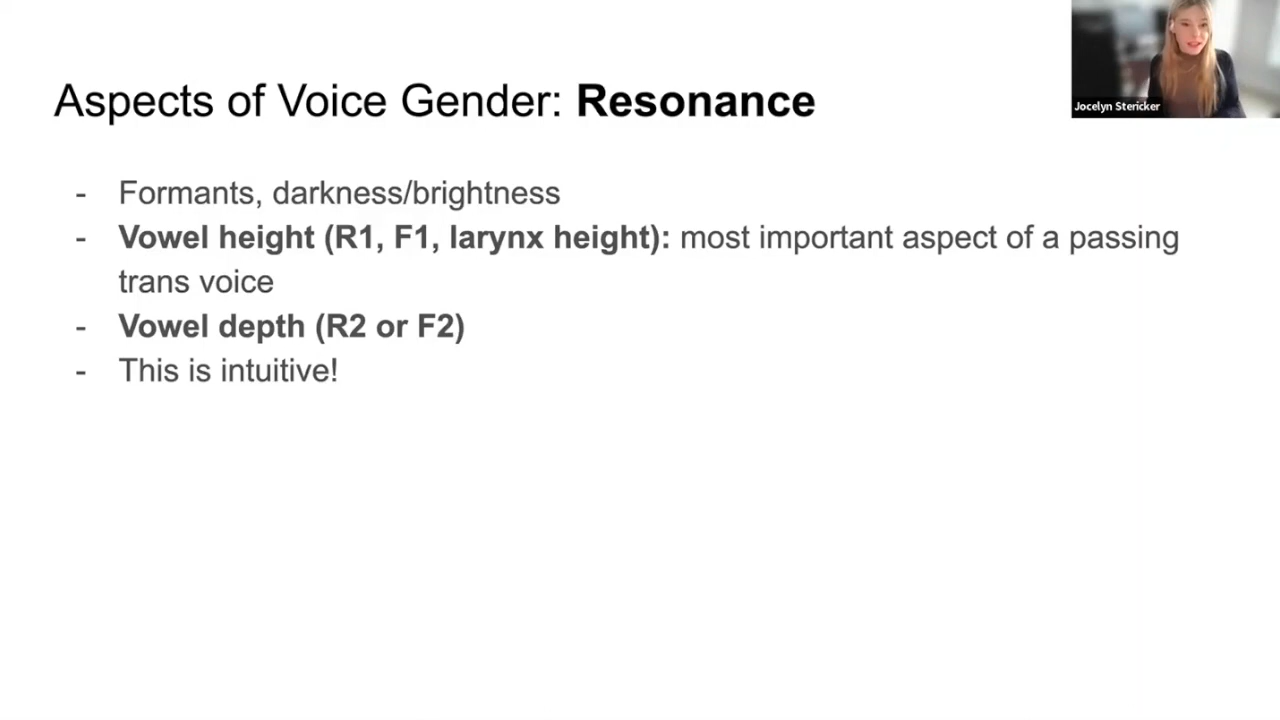 Jocelyn Stericker
Aspects of Voice Gender: Resonance
- Formants, darkness/brightness
- Vowel height (R1, F1, larynx height): most important aspect of a passing
trans voice
- Vowel depth (R2 or F2)
- This is intuitive!